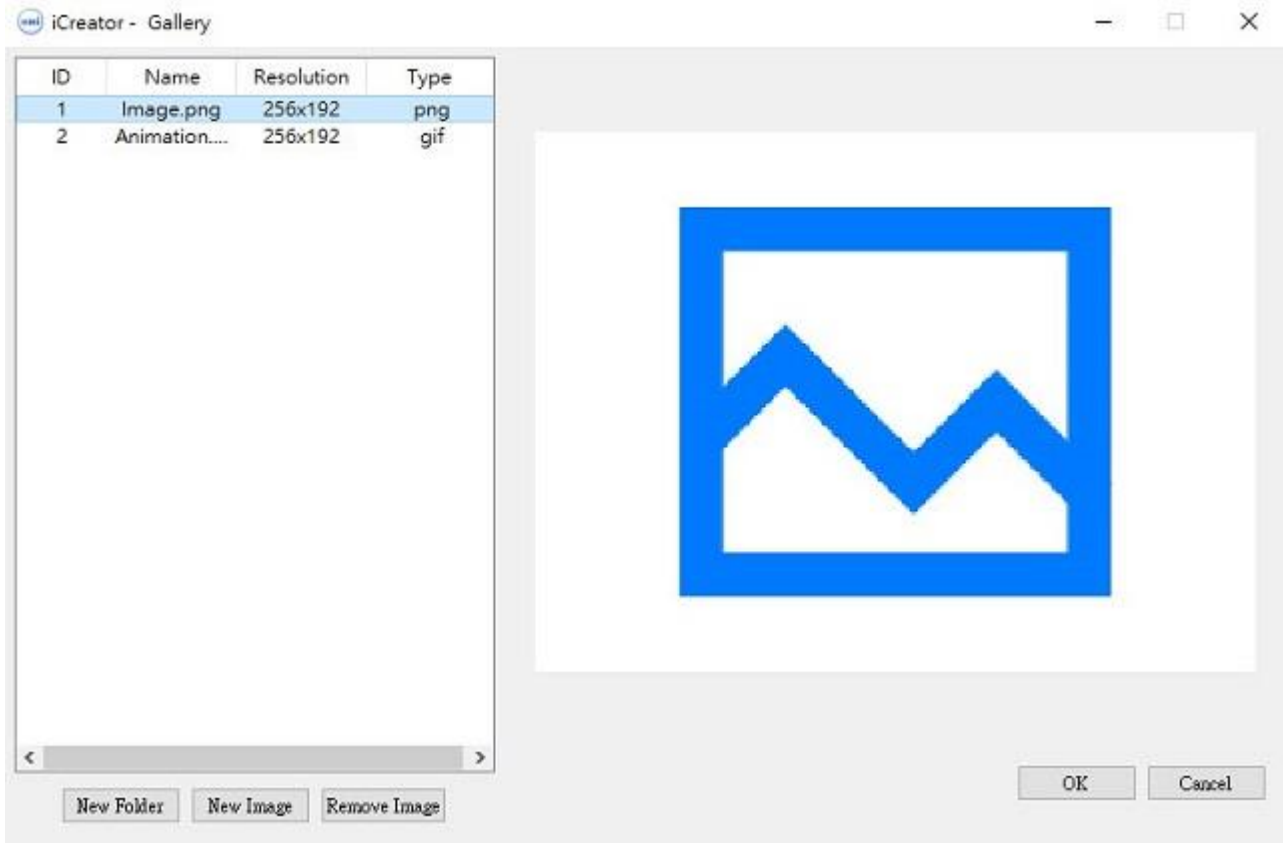 iCreator - Gallery
ID Name Resolution Type
1 Image.png 256x192 png
2 Animation.... 256x192 gif
New Folder New Image Remove Image
OK Cancel